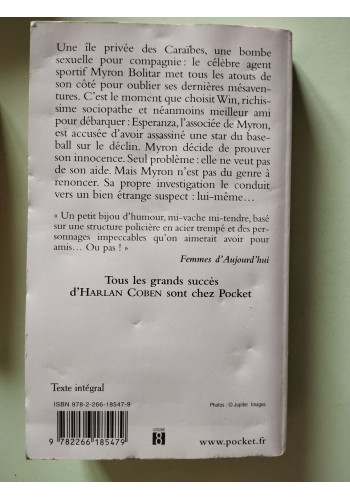 Une île privée des Caraïbes, une bombe
sexuelle pour compagnie : le célèbre agent
sportif Myron Bolitar met tous les atouts de
son côté pour oublier ses dernières mésaven-
tures. C'est le moment que choisit Win, richis-
sime sociopathe et néanmoins meilleur ami
pour débarquer : Esperanza, l'associée de Myron,
est accusée d'avoir assassiné une star du base-
ball sur le déclin. Myron décide de prouver
son innocence. Seul problème : elle ne veut pas
de son aide. Mais Myron n'est pas du genre à
renoncer. Sa propre investigation le conduit
vers un bien étrange suspect : lui-même…
« Un petit bijou d'humour, mi-vache mi-tendre, basé
sur une structure policière en acier trempé et des per-
sonnages impeccables qu'on aimerait avoir pour
amis… Ou pas ! »
Femmes d'Aujourd'hui
Tous les grands succès
d'HARLAN COBEN sont chez Pocket
Texte intégral
ISBN 978-2-266-18547-9
Photos : © Jupiter Images
9 782266 185479
8
www.pocket.fr